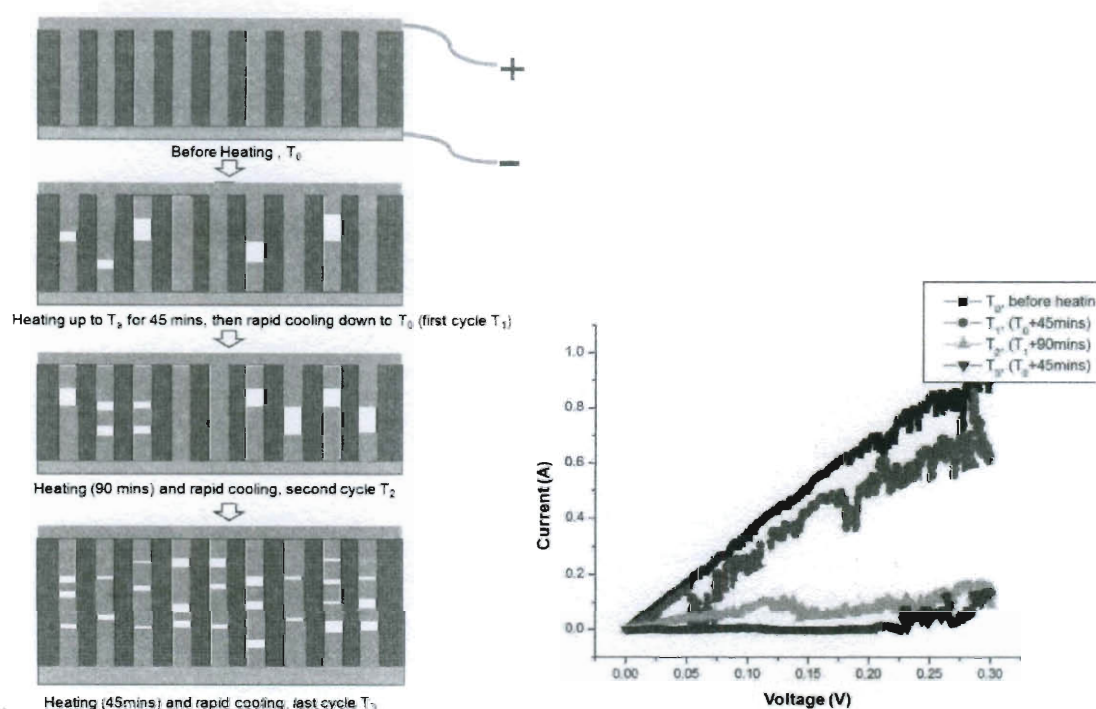 +
Before Heating , T₀
−
Heating up to Tₐ for 45 mins, then rapid cooling down to T₀ (first cycle T₁)
Heating (90 mins) and rapid cooling, second cycle T₂
Heating (45mins) and rapid cooling, last cycle T₃
T₀, before heatin
T₁, (T₀+45mins)
T₂, (T₁+90mins)
(+45mins)
1.0
0.8
0.6
0.4
0.2
0.0
Current (A)
0.00 0.05 0.10 0.15 0.20 0.25 0.30
Voltage (V)